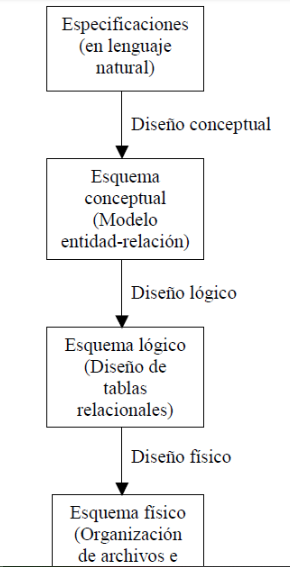 Especificaciones
(en lenguaje
natural)
Diseño conceptual
Esquema
conceptual
(Modelo
entidad-relación)
Diseño lógico
Esquema lógico
(Diseño de
tablas
relacionales)
Diseño físico
Esquema físico
(Organización
de archivos e